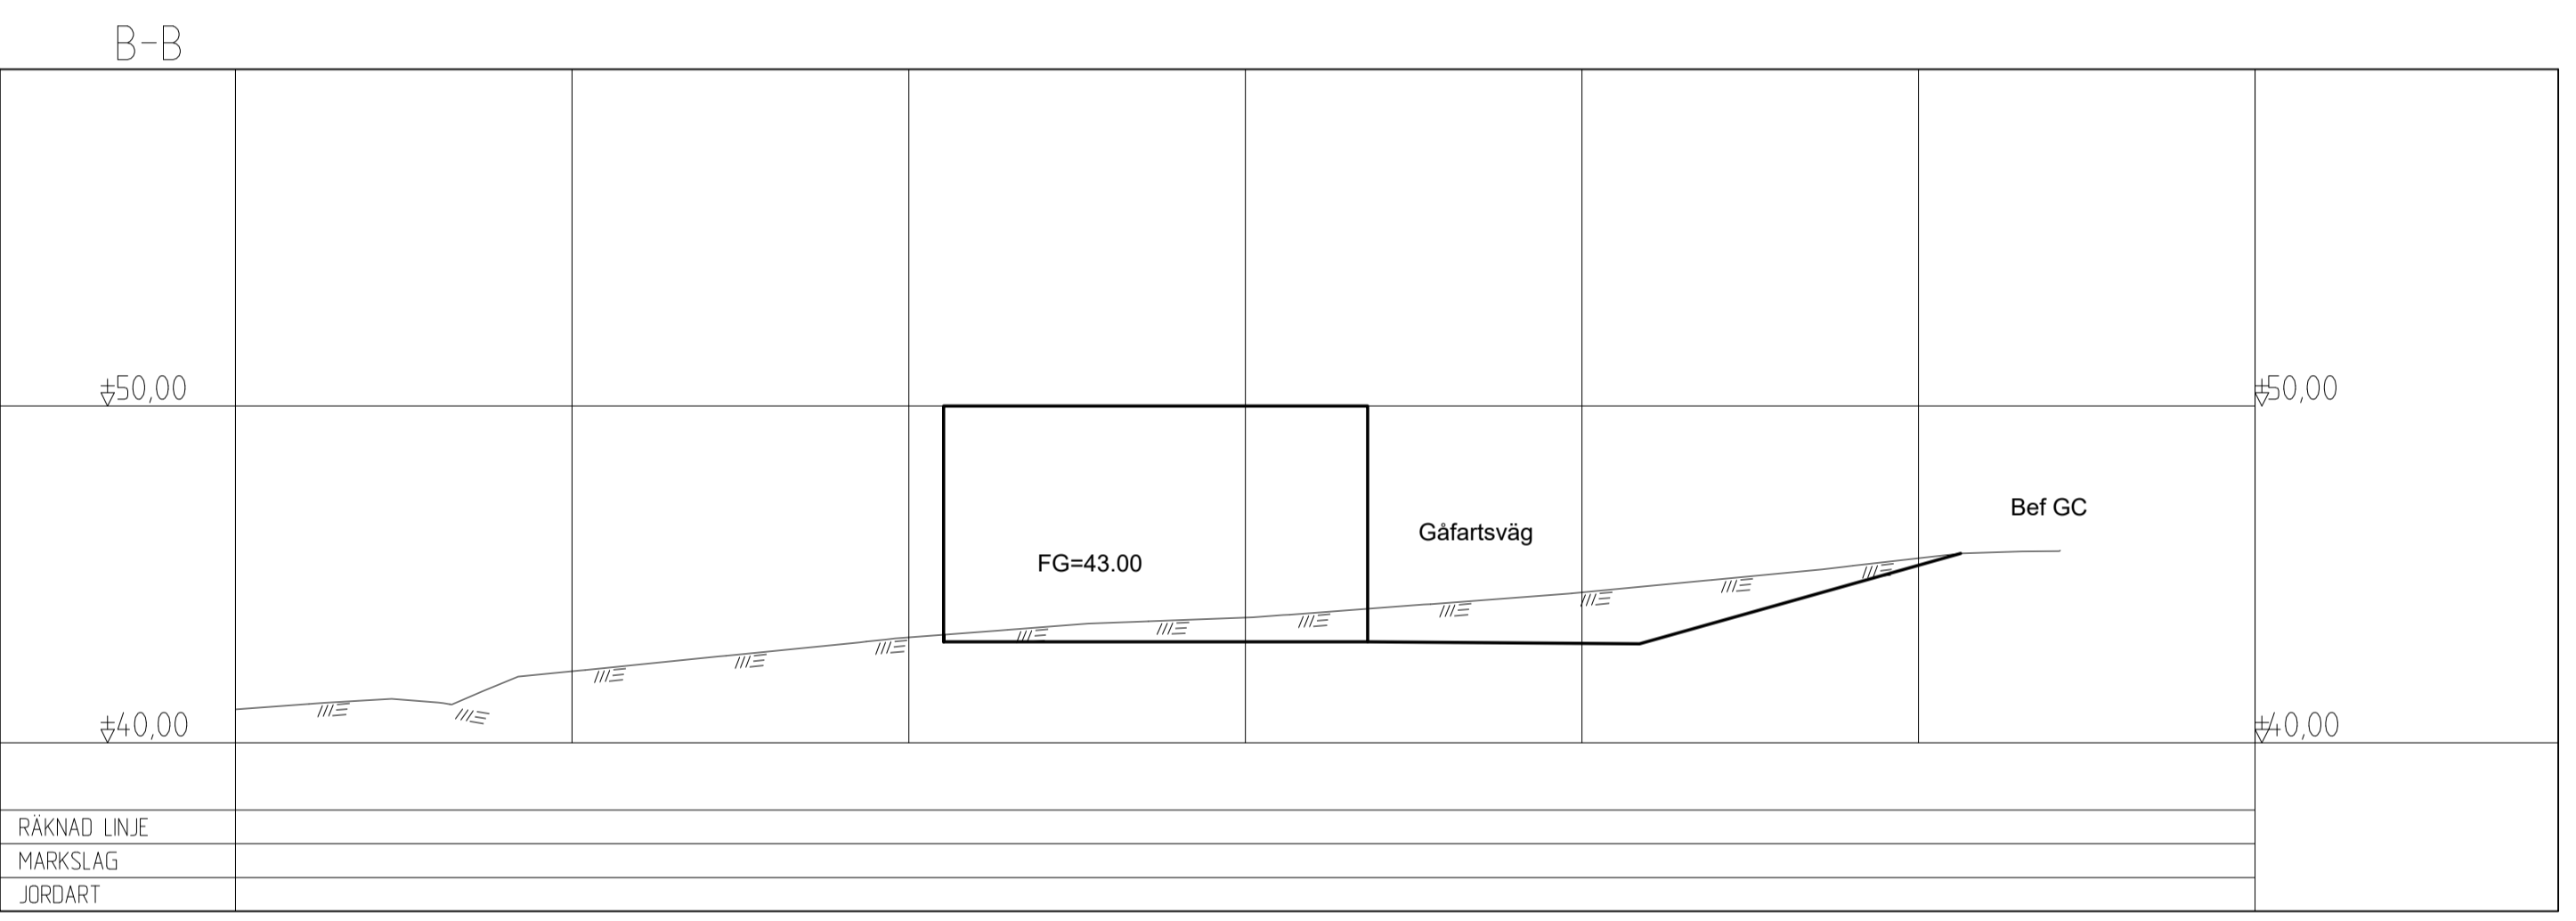 B-B
±50,00
±50,00
Bef GC
Gåfartsväg
FG=43.00
±40,00
±40,00
RÄKNAD LINJE
MARKSLAG
JORDART